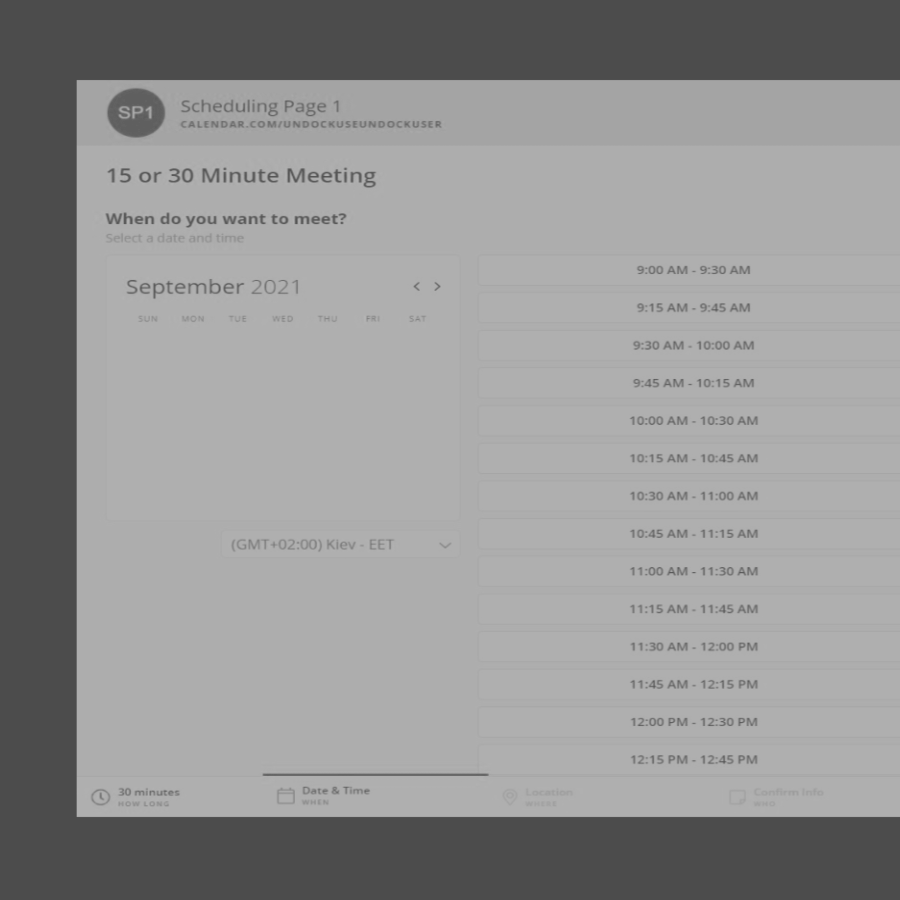 SP1
Scheduling Page 1
CALENDAR.COM/UNDOCKUSEUNDOCKUSER
15 or 30 Minute Meeting
When do you want to meet?
Select a date and time
September 2021
SUN MON TUE WED THU FRI SAT
(GMT+02:00) Kiev - EET
9:00 AM - 9:30 AM
9:15 AM - 9:45 AM
9:30 AM - 10:00 AM
9:45 AM - 10:15 AM
10:00 AM - 10:30 AM
10:15 AM - 10:45 AM
10:30 AM - 11:00 AM
10:45 AM - 11:15 AM
11:00 AM - 11:30 AM
11:15 AM - 11:45 AM
11:30 AM - 12:00 PM
11:45 AM - 12:15 PM
12:00 PM - 12:30 PM
12:15 PM - 12:45 PM
30 minutes
HOW LONG
Date & Time
WHEN
Location
WHERE
Confirm Info
WHO